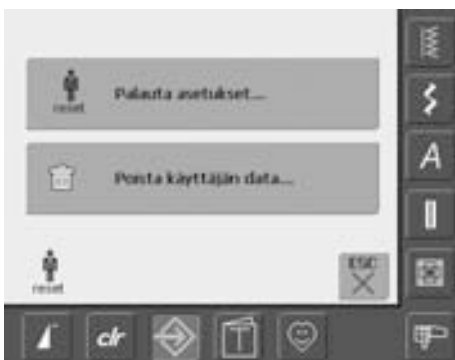 Palauta asetukset...
reset
Poista käyttäjän data...
reset
ESC
A
clr